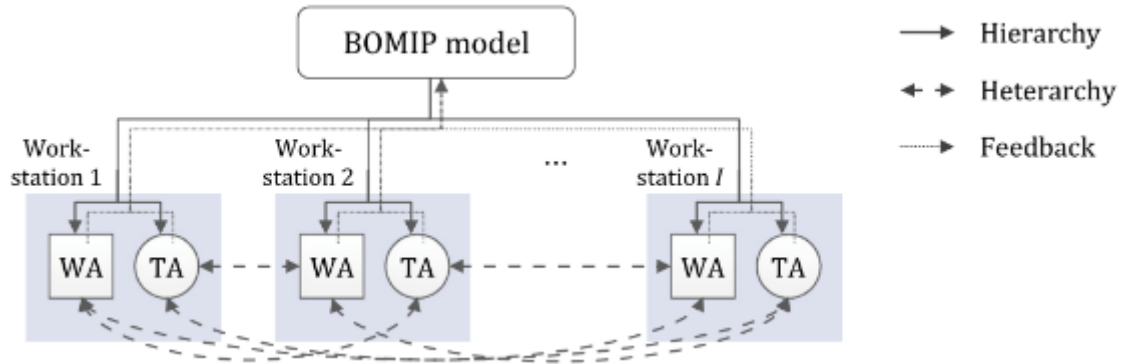 BOMIP model
Hierarchy
Heterarchy
Feedback
Work-
station 1
Work-
station 2
...
Work-
station I
WA
TA
WA
TA
WA
TA